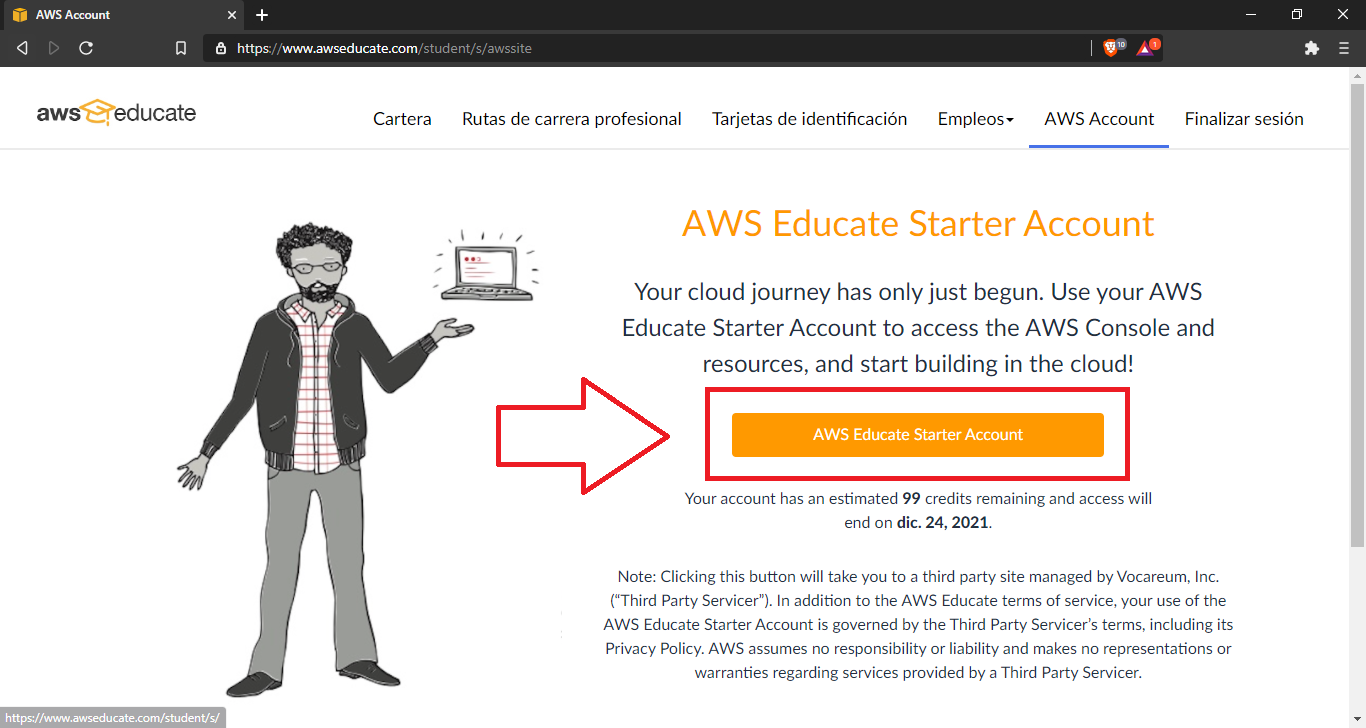 AWS Account
https://www.awseducate.com/student/s/awssite
10
1
aws educate
Cartera
Rutas de carrera profesional
Tarjetas de identificación
Empleos
AWS Account
Finalizar sesión
AWS Educate Starter Account
Your cloud journey has only just begun. Use your AWS
Educate Starter Account to access the AWS Console and
resources, and start building in the cloud!
AWS Educate Starter Account
Your account has an estimated 99 credits remaining and access will
end on dic. 24, 2021.
Note: Clicking this button will take you to a third party site managed by Vocareum, Inc.
(“Third Party Servicer”). In addition to the AWS Educate terms of service, your use of the
AWS Educate Starter Account is governed by the Third Party Servicer’s terms, including its
Privacy Policy. AWS assumes no responsibility or liability and makes no representations or
warranties regarding services provided by a Third Party Servicer.
https://www.awseducate.com/student/s/